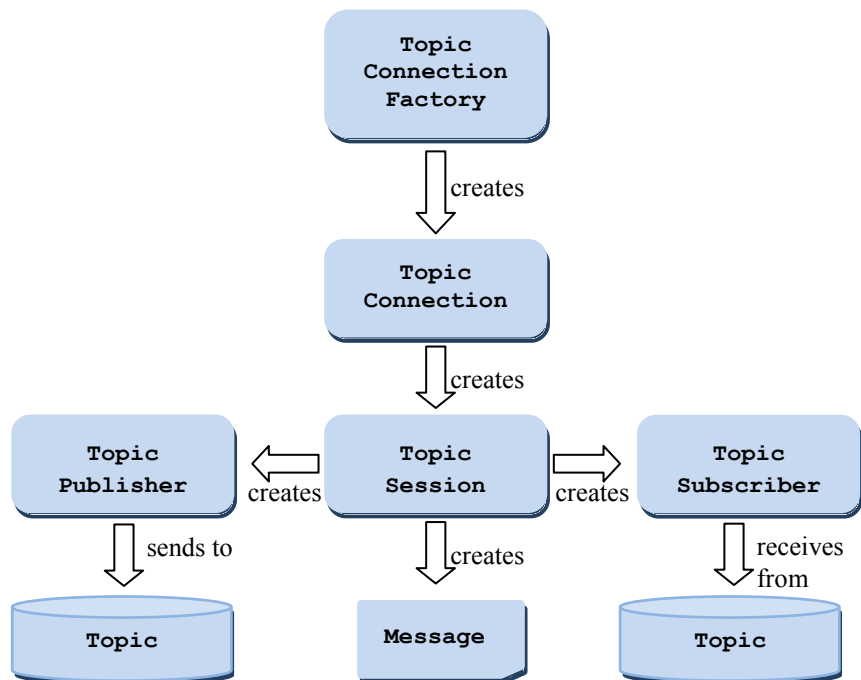 Topic
Connection
Factory
creates
Topic
Connection
creates
Topic
Publisher
creates
Topic
Session
creates
Topic
Subscriber
sends to
creates
receives
from
Topic
Message
Topic